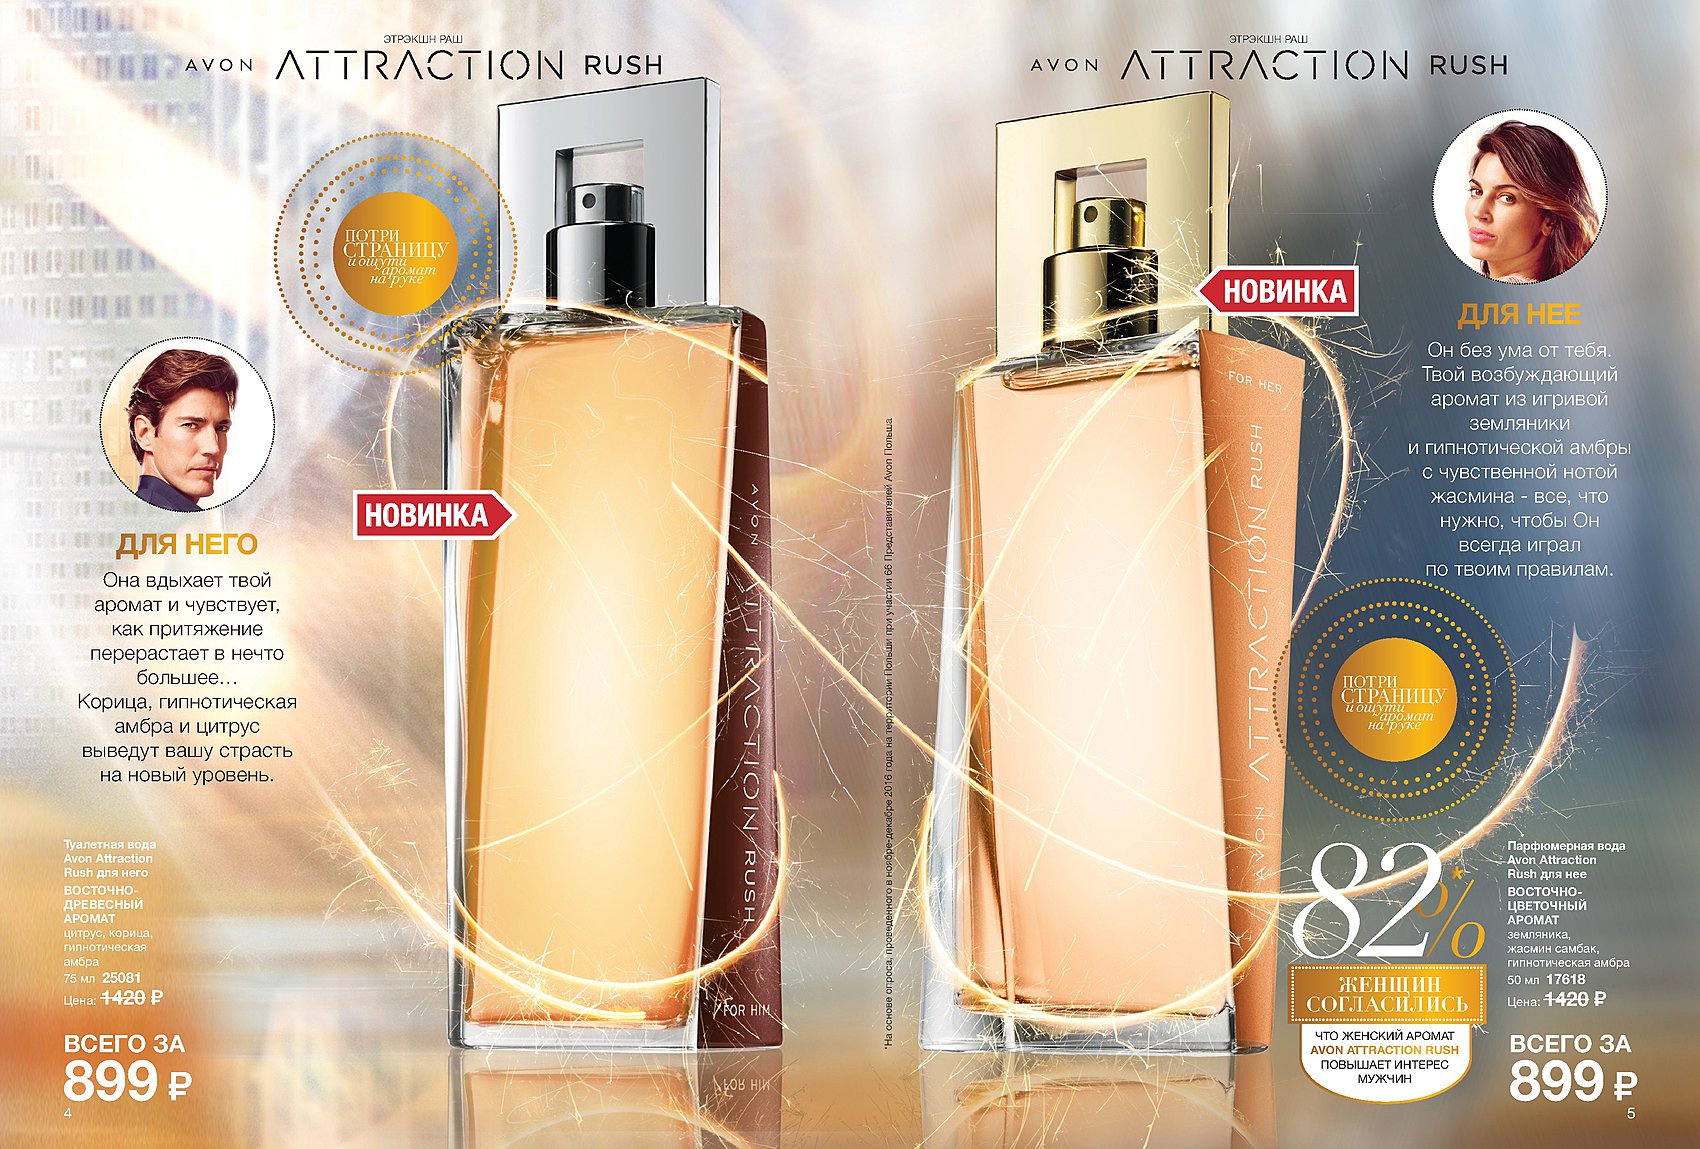 ЭТРЭКШН РАШ
AVON ATTRACTION RUSH
ПОТРИ
СТРАНИЦУ
и ощути
аромат
на руке
НОВИНКА
ДЛЯ НЕГО
Она вдыхает твой
аромат и чувствует,
как притяжение
перерастает в нечто
большее...
Корица, гипнотическая
амбра и цитрус
выведут вашу страсть
на новый уровень.
Туалетная вода
Avon Attraction
Rush для него
ВОСТОЧНО-
ДРЕВЕСНЫЙ
АРОМАТ
цитрус, корица,
гипнотическая
амбра
75 мл 25081
Цена: 1420 ₽
ВСЕГО ЗА
899 ₽
4
AVON ATTRACTION RUSH
FOR HIM
FOR HIM
*На основе опроса, проведенного в ноябре-декабре 2016 года на территории Польши при участии 66 Представителей Avon Польша
ЭТРЭКШН РАШ
AVON ATTRACTION RUSH
НОВИНКА
FOR HER
AVON ATTRACTION RUSH
ДЛЯ НЕЕ
Он без ума от тебя.
Твой возбуждающий
аромат из игривой
земляники
и гипнотической амбры
с чувственной нотой
жасмина - все, что
нужно, чтобы Он
всегда играл
по твоим правилам.
ПОТРИ
СТРАНИЦУ
и ощути
аромат
на руке
82%*
ЖЕНЩИН
СОГЛАСИЛИСЬ
ЧТО ЖЕНСКИЙ АРОМАТ
AVON ATTRACTION RUSH
ПОВЫШАЕТ ИНТЕРЕС
МУЖЧИН
Парфюмерная вода
Avon Attraction
Rush для нее
ВОСТОЧНО-
ЦВЕТОЧНЫЙ
АРОМАТ
земляника,
жасмин самбак,
гипнотическая амбра
50 мл 17618
Цена: 1420 ₽
ВСЕГО ЗА
899 ₽
5